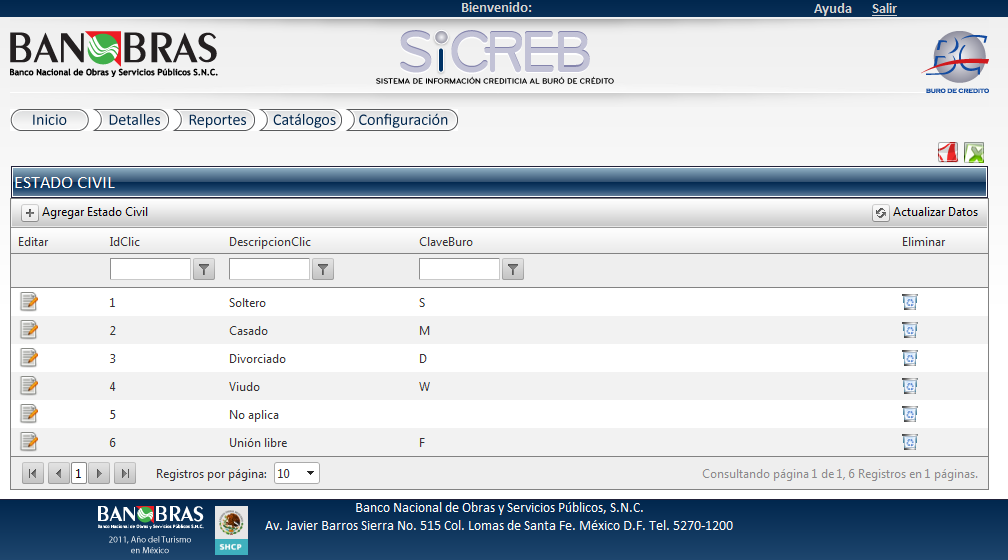 Bienvenido:
Ayuda Salir
BANOBRAS
Banco Nacional de Obras y Servicios Públicos S.N.C.
SiCREB
SISTEMA DE INFORMACIÓN CREDITICIA AL BURÓ DE CRÉDITO
BC
BURO DE CREDITO
Inicio Detalles Reportes Catálogos Configuración
ESTADO CIVIL
Agregar Estado Civil Actualizar Datos
Editar IdClic DescripcionClic ClaveBuro Eliminar
1 Soltero S
2 Casado M
3 Divorciado D
4 Viudo W
5 No aplica
6 Unión libre F
1 Registros por página: 10 Consultando página 1 de 1, 6 Registros en 1 páginas.
BANOBRAS
Banco Nacional de Obras y Servicios Públicos S.N.C.
2011, Año del Turismo
en México
SHCP
Banco Nacional de Obras y Servicios Públicos, S.N.C.
Av. Javier Barros Sierra No. 515 Col. Lomas de Santa Fe. México D.F. Tel. 5270-1200